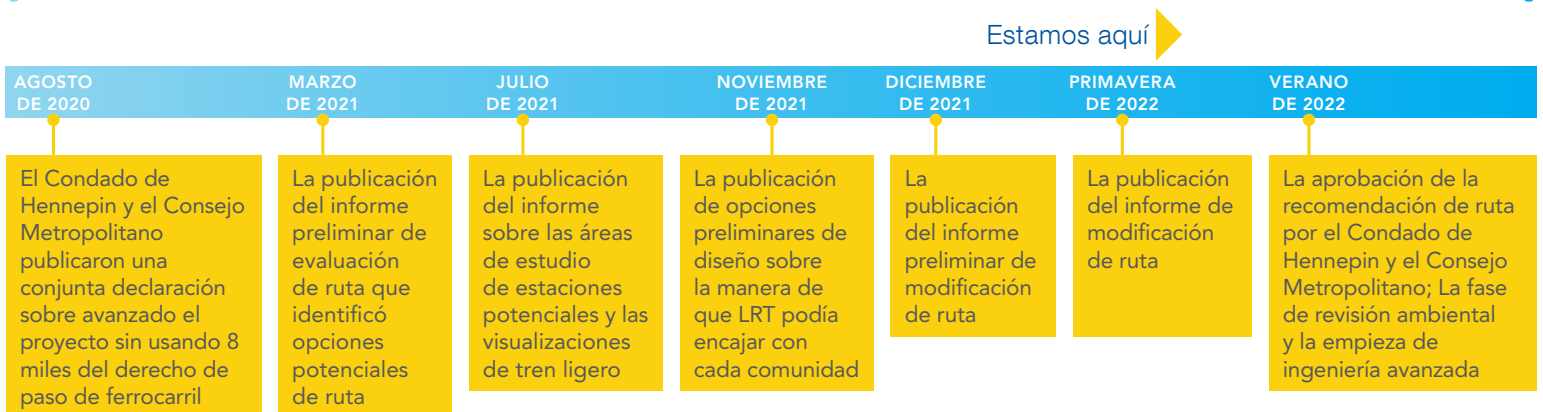 Estamos aquí
AGOSTO
DE 2020
MARZO
DE 2021
JULIO
DE 2021
NOVIEMBRE
DE 2021
DICIEMBRE
DE 2021
PRIMAVERA
DE 2022
VERANO
DE 2022
El Condado de
Hennepin y el Consejo
Metropolitano
publicaron una
conjunta declaración
sobre avanzado el
proyecto sin usando 8
miles del derecho de
paso de ferrocarril
La publicación
del informe
preliminar de
evaluación
de ruta que
identificó
opciones
potenciales
de ruta
La publicación
del informe
sobre las áreas
de estudio
de estaciones
potenciales y las
visualizaciones
de tren ligero
La publicación
de opciones
preliminares de
diseño sobre
la manera de
que LRT podía
encajar con
cada comunidad
La
publicación
del informe
preliminar de
modificación
de ruta
La publicación
del informe de
modificación
de ruta
La aprobación de la
recomendación de ruta
por el Condado de
Hennepin y el Consejo
Metropolitano; La fase
de revisión ambiental
y la empieza de
ingeniería avanzada